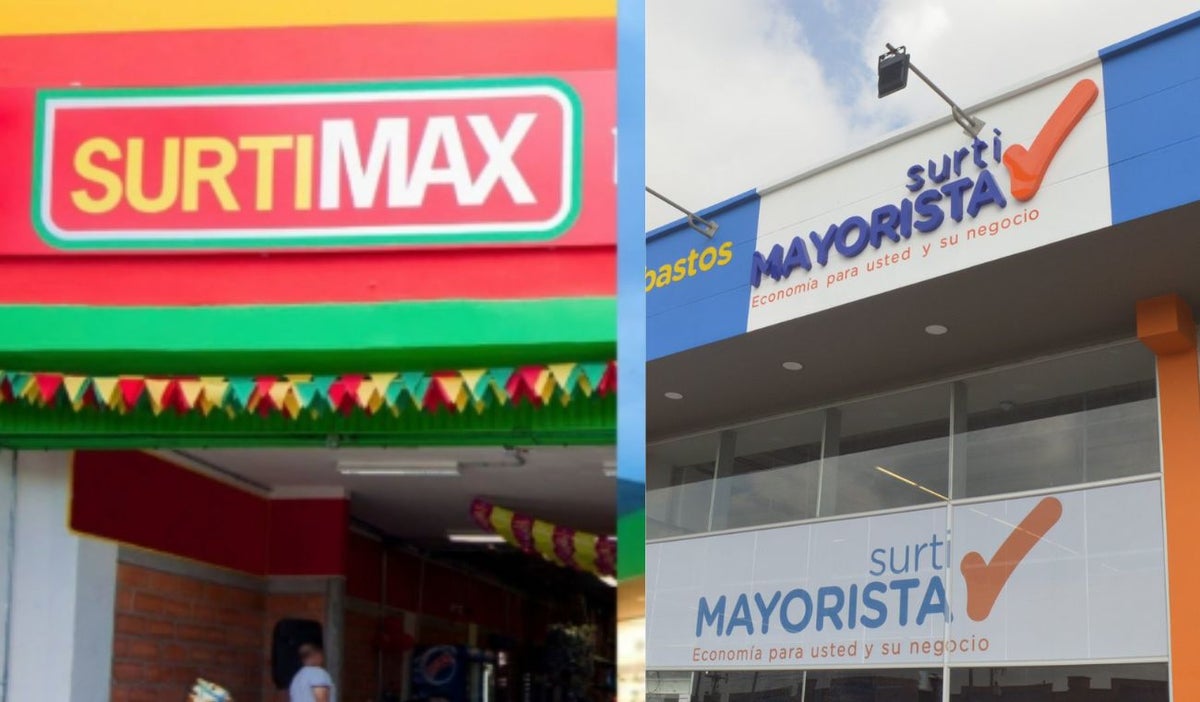 SURTIMAX
surti
MAYORISTA
Economía para usted y su negocio
bastos
surti
MAYORISTA
Economía para usted y su negocio